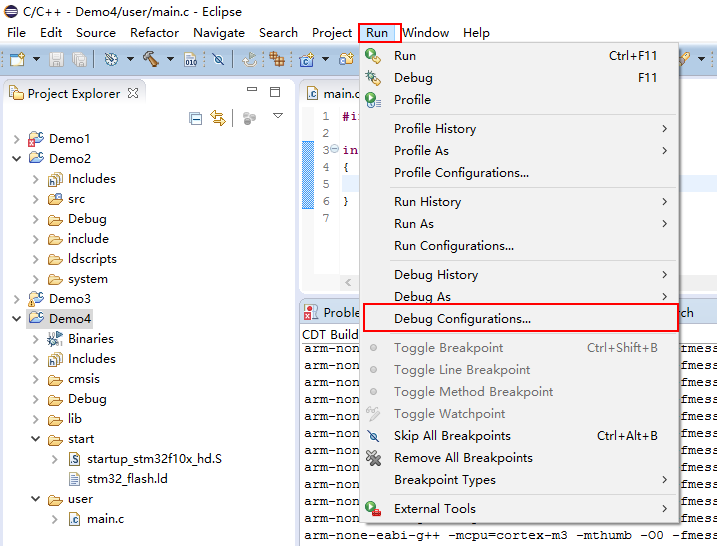 C/C++ - Demo4/user/main.c - Eclipse
File Edit Source Refactor Navigate Search Project Run Window Help
Project Explorer
Demo1
Demo2
Includes
src
Debug
include
ldscripts
system
Demo3
Demo4
Binaries
Includes
cmsis
Debug
lib
start
startup_stm32f10x_hd.S
stm32_flash.ld
user
main.c
main.c
1 #i
2
3 in
4 {
5
6 }
7
Run Ctrl+F11
Debug F11
Profile
Profile History
Profile As
Profile Configurations...
Run History
Run As
Run Configurations...
Debug History
Debug As
Debug Configurations...
Toggle Breakpoint Ctrl+Shift+B
Toggle Line Breakpoint
Toggle Method Breakpoint
Toggle Watchpoint
Skip All Breakpoints Ctrl+Alt+B
Remove All Breakpoints
Breakpoint Types
External Tools
Proble ch
CDT Build
arm-none fmess
arm-none fmess
arm-none fmess
arm-none fmess
arm-none fmess
arm-none fmess
arm-none fmess
arm-none fmess
arm-none fmess
arm-none fmess
arm-none-eabi-g++ -mcpu=cortex-m3 -mthumb -O0 -fmess